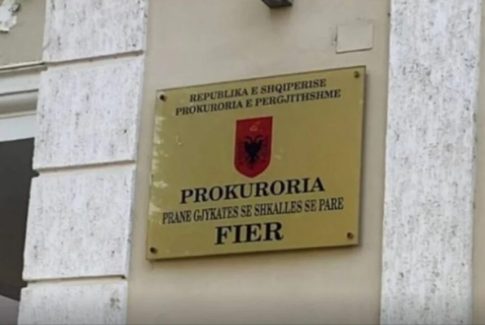 REPUBLIKA E SHQIPERISE
PROKURORIA E PERGJITHSHME
PROKURORIA
PRANE GJYKATES SE SHKALLES SE PARE
FIER